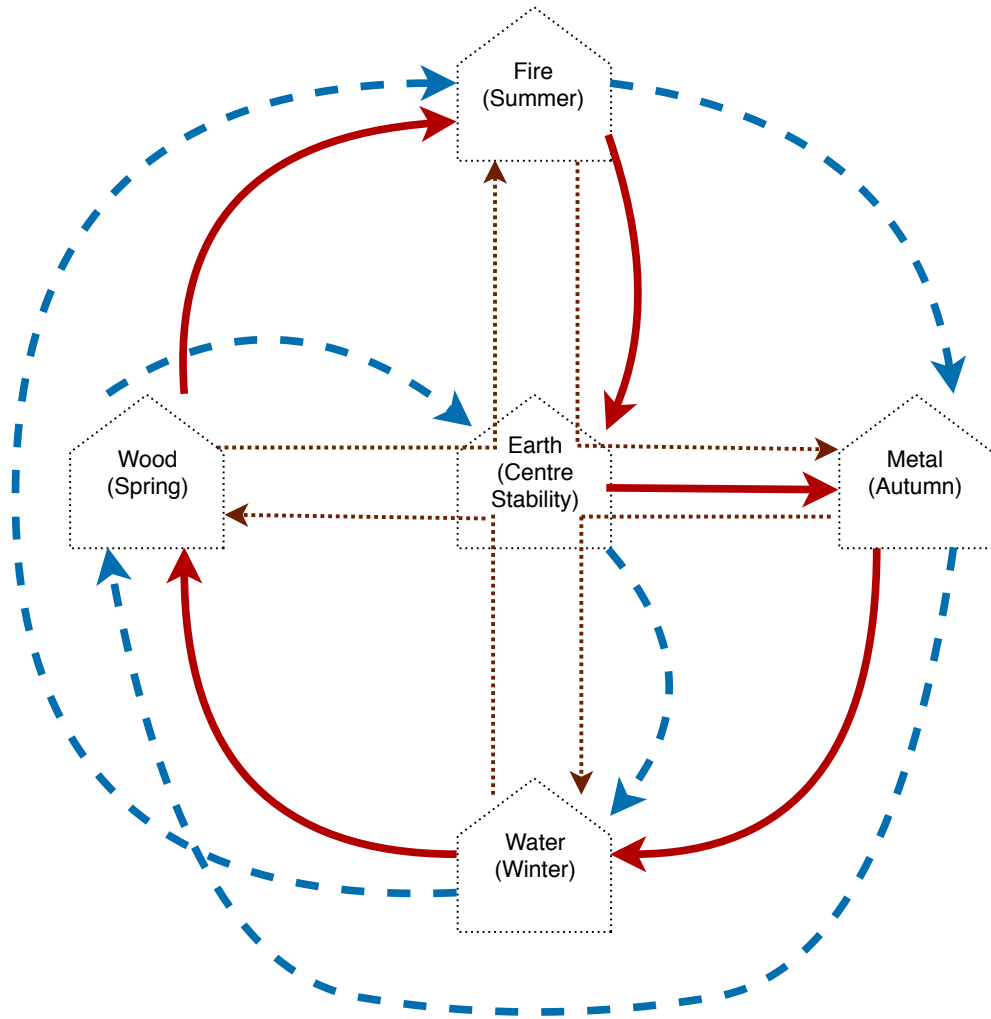 Fire
(Summer)
Wood
(Spring)
Earth
(Centre
Stability)
Metal
(Autumn)
Water
(Winter)